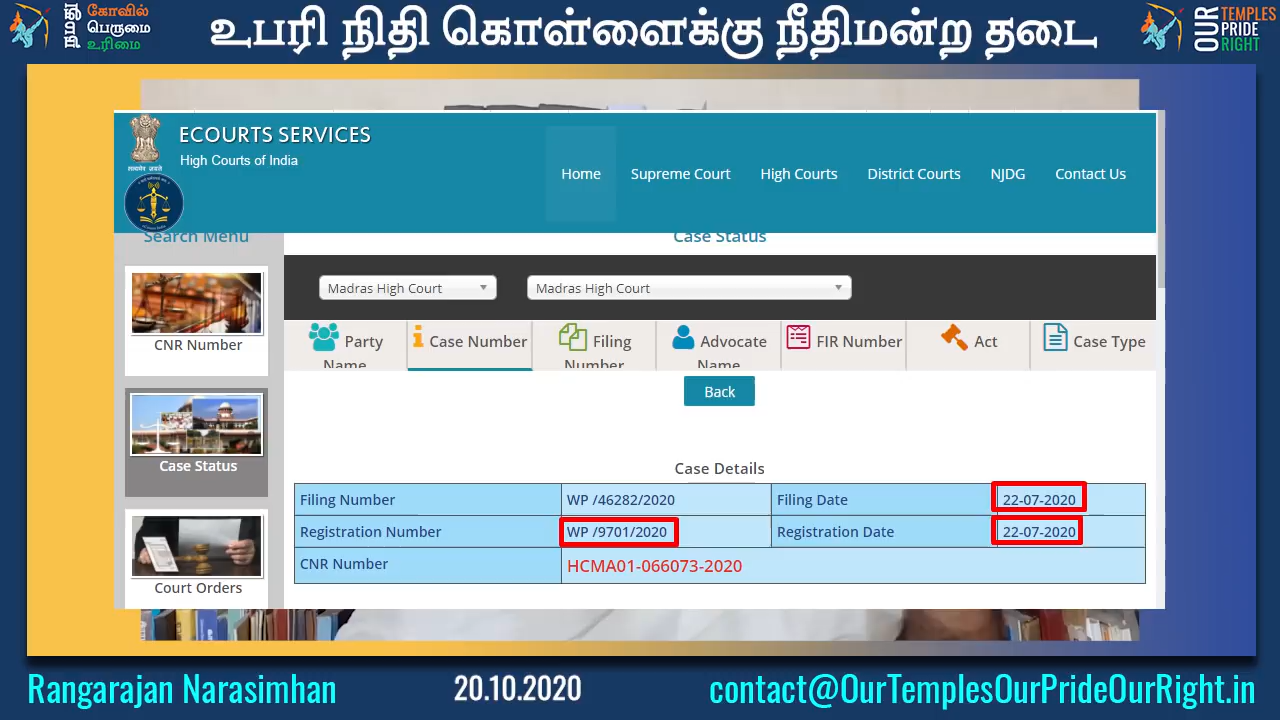 நமது
கோவில்
பெருமை
உரிமை
உபரி நிதி கொள்ளைக்கு நீதிமன்ற தடை
OUR
TEMPLES
PRIDE
RIGHT
ECOURTS SERVICES
High Courts of India
सत्यमेव जयते
Home Supreme Court High Courts District Courts NJDG Contact Us
Search Menu
Case Status
Madras High Court Madras High Court
Party Name
Case Number
Filing Number
Advocate Name
FIR Number
Act
Case Type
CNR Number
Case Status
Court Orders
Back
Case Details
Filing Number WP /46282/2020 Filing Date 22-07-2020
Registration Number WP /9701/2020 Registration Date 22-07-2020
CNR Number HCMA01-066073-2020
Rangarajan Narasimhan 20.10.2020 contact@OurTemplesOurPrideOurRight.in